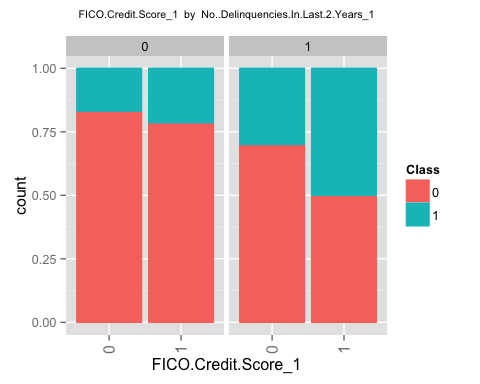 FICO.Credit.Score_1 by No..Delinquencies.In.Last.2.Years_1
0 1
1.00
0.75
0.50
0.25
0.00
count
0 1 0 1
FICO.Credit.Score_1
Class
0
1